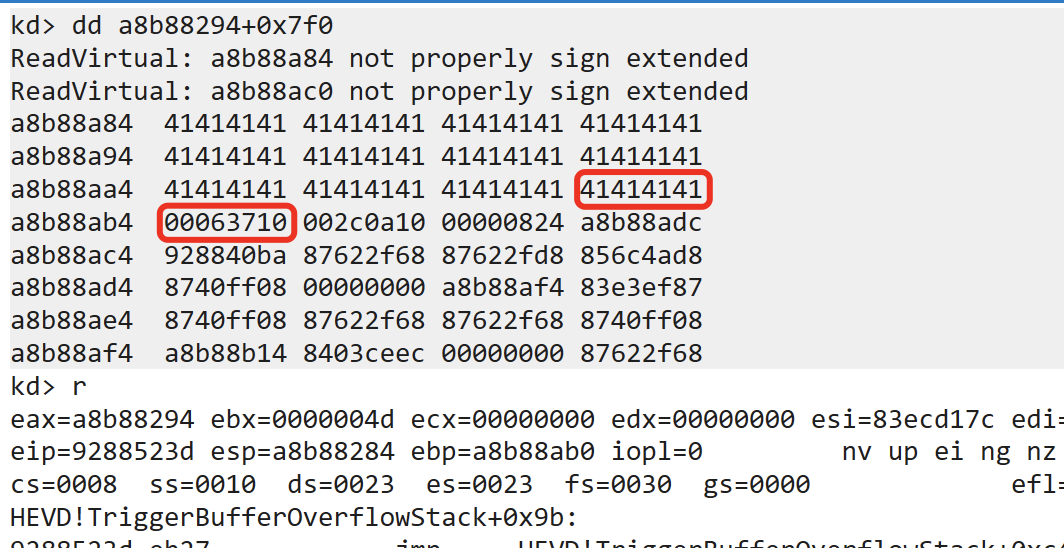 kd> dd a8b88294+0x7f0
ReadVirtual: a8b88a84 not properly sign extended
ReadVirtual: a8b88ac0 not properly sign extended
a8b88a84 41414141 41414141 41414141 41414141
a8b88a94 41414141 41414141 41414141 41414141
a8b88aa4 41414141 41414141 41414141 41414141
a8b88ab4 00063710 002c0a10 00000824 a8b88adc
a8b88ac4 928840ba 87622f68 87622fd8 856c4ad8
a8b88ad4 8740ff08 00000000 a8b88af4 83e3ef87
a8b88ae4 8740ff08 87622f68 87622f68 8740ff08
a8b88af4 a8b88b14 8403ceec 00000000 87622f68
kd> r
eax=a8b88294 ebx=0000004d ecx=00000000 edx=00000000 esi=83ecd17c edi=
eip=9288523d esp=a8b88284 ebp=a8b88ab0 iopl=0 nv up ei ng nz
cs=0008 ss=0010 ds=0023 es=0023 fs=0030 gs=0000 efl=
HEVD!TriggerBufferOverflowStack+0x9b:
9288523d eb27 jmp